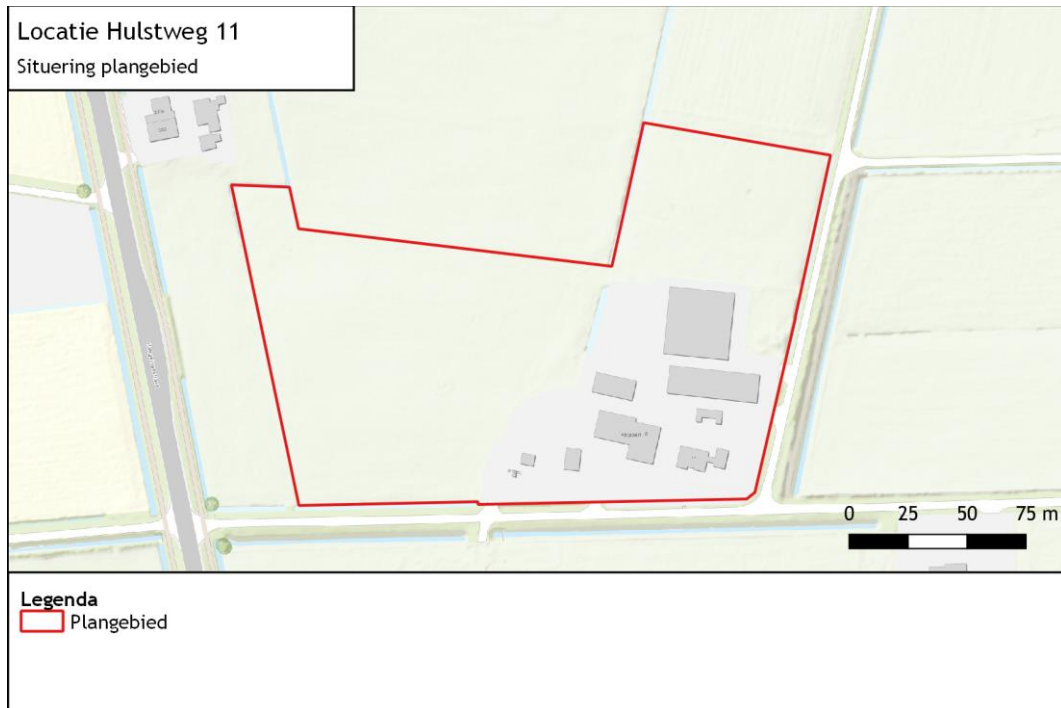 Locatie Hulstweg 11
Situering plangebied
0 25 50 75 m
Legenda
Plangebied